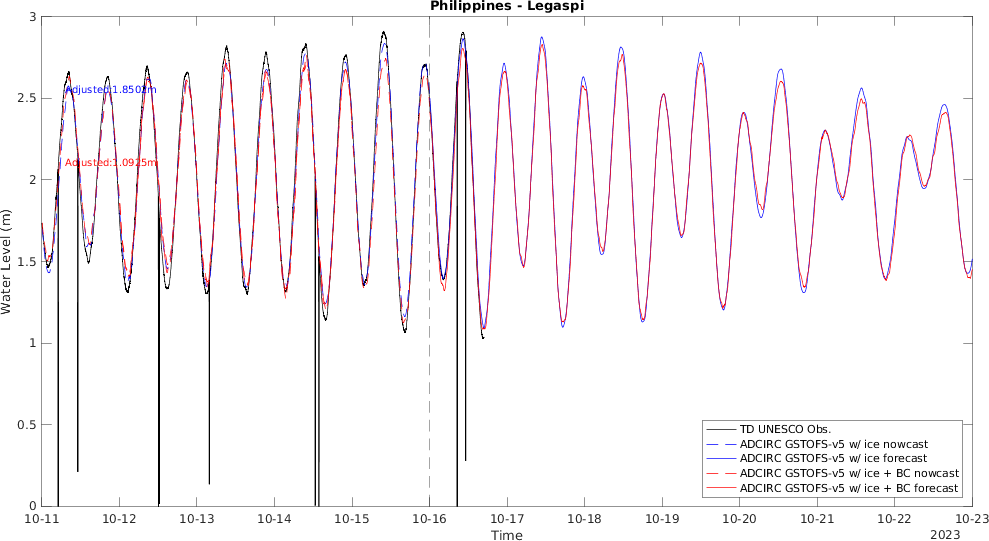 Philippines - Legaspi
3
2.5
2
1.5
1
0.5
0
Water Level (m)
Adjusted:1.8502m
Adjusted:1.0925m
TD UNESCO Obs.
ADCIRC GSTOFS-v5 w/ ice nowcast
ADCIRC GSTOFS-v5 w/ ice forecast
ADCIRC GSTOFS-v5 w/ ice + BC nowcast
ADCIRC GSTOFS-v5 w/ ice + BC forecast
10-11 10-12 10-13 10-14 10-15 10-16 10-17 10-18 10-19 10-20 10-21 10-22 10-23
Time
2023